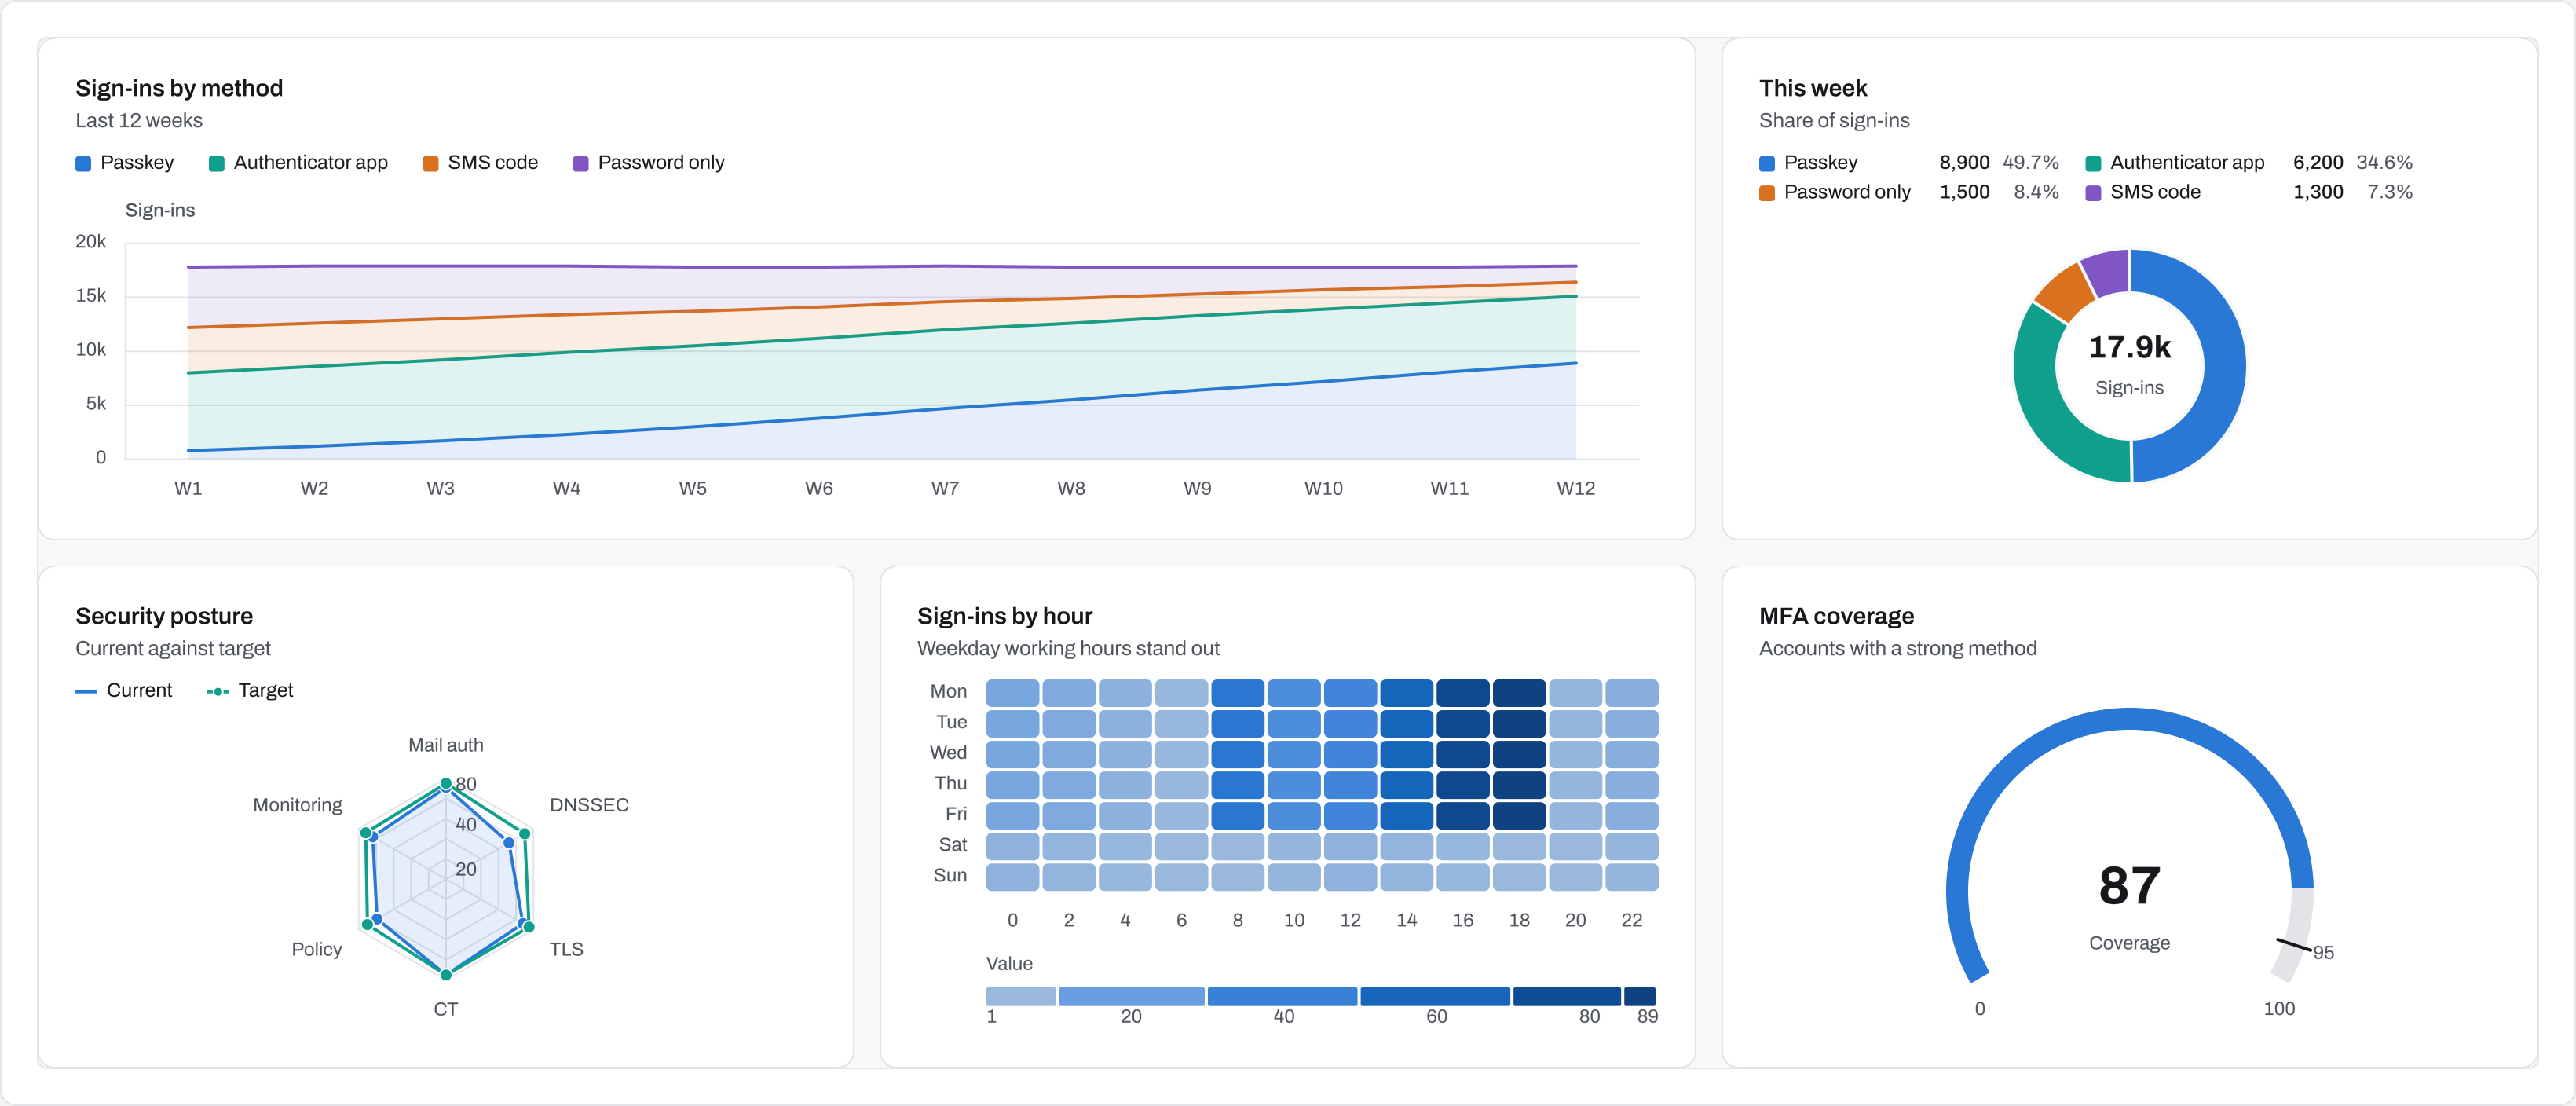 Sign-ins by method
Last 12 weeks
Passkey Authenticator app SMS code Password only
Sign-ins
20k
15k
10k
5k
0
W1 W2 W3 W4 W5 W6 W7 W8 W9 W10 W11 W12
This week
Share of sign-ins
Passkey 8,900 49.7% Authenticator app 6,200 34.6%
Password only 1,500 8.4% SMS code 1,300 7.3%
17.9k
Sign-ins
Security posture
Current against target
Current Target
Mail auth
80
Monitoring DNSSEC
40
20
Policy TLS
CT
Sign-ins by hour
Weekday working hours stand out
Mon
Tue
Wed
Thu
Fri
Sat
Sun
0 2 4 6 8 10 12 14 16 18 20 22
Value
1 20 40 60 80 89
MFA coverage
Accounts with a strong method
87
Coverage
95
0 100